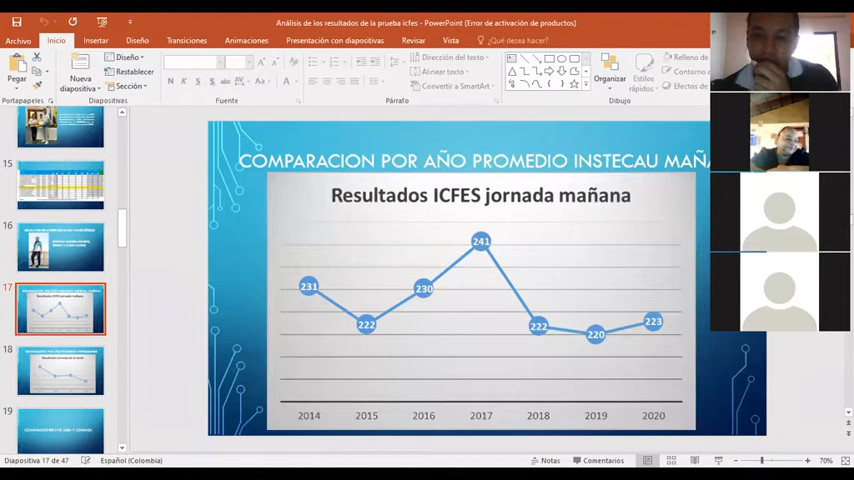 Análisis de los resultados de la prueba icfes - PowerPoint (Error de activación de productos)
Archivo Inicio Insertar Diseño Transiciones Animaciones Presentación con diapositivas Revisar Vista ¿Qué desea hacer?
Pegar
Nueva diapositiva
Diseño
Restablecer
Sección
N K S
Aa
A
Dirección del texto
Alinear texto
Convertir a SmartArt
Organizar
Estilos rápidos
Relleno de
Contorno
Efectos de
Portapapeles
Diapositivas
Fuente
Párrafo
Dibujo
15
16
17
18
19
COMPARACION POR AÑO PROMEDIO INSTECAU MAÑA
Resultados ICFES jornada mañana
231
222
230
241
222
220
223
2014 2015 2016 2017 2018 2019 2020
Diapositiva 17 de 47
Español (Colombia)
Notas
Comentarios
70%